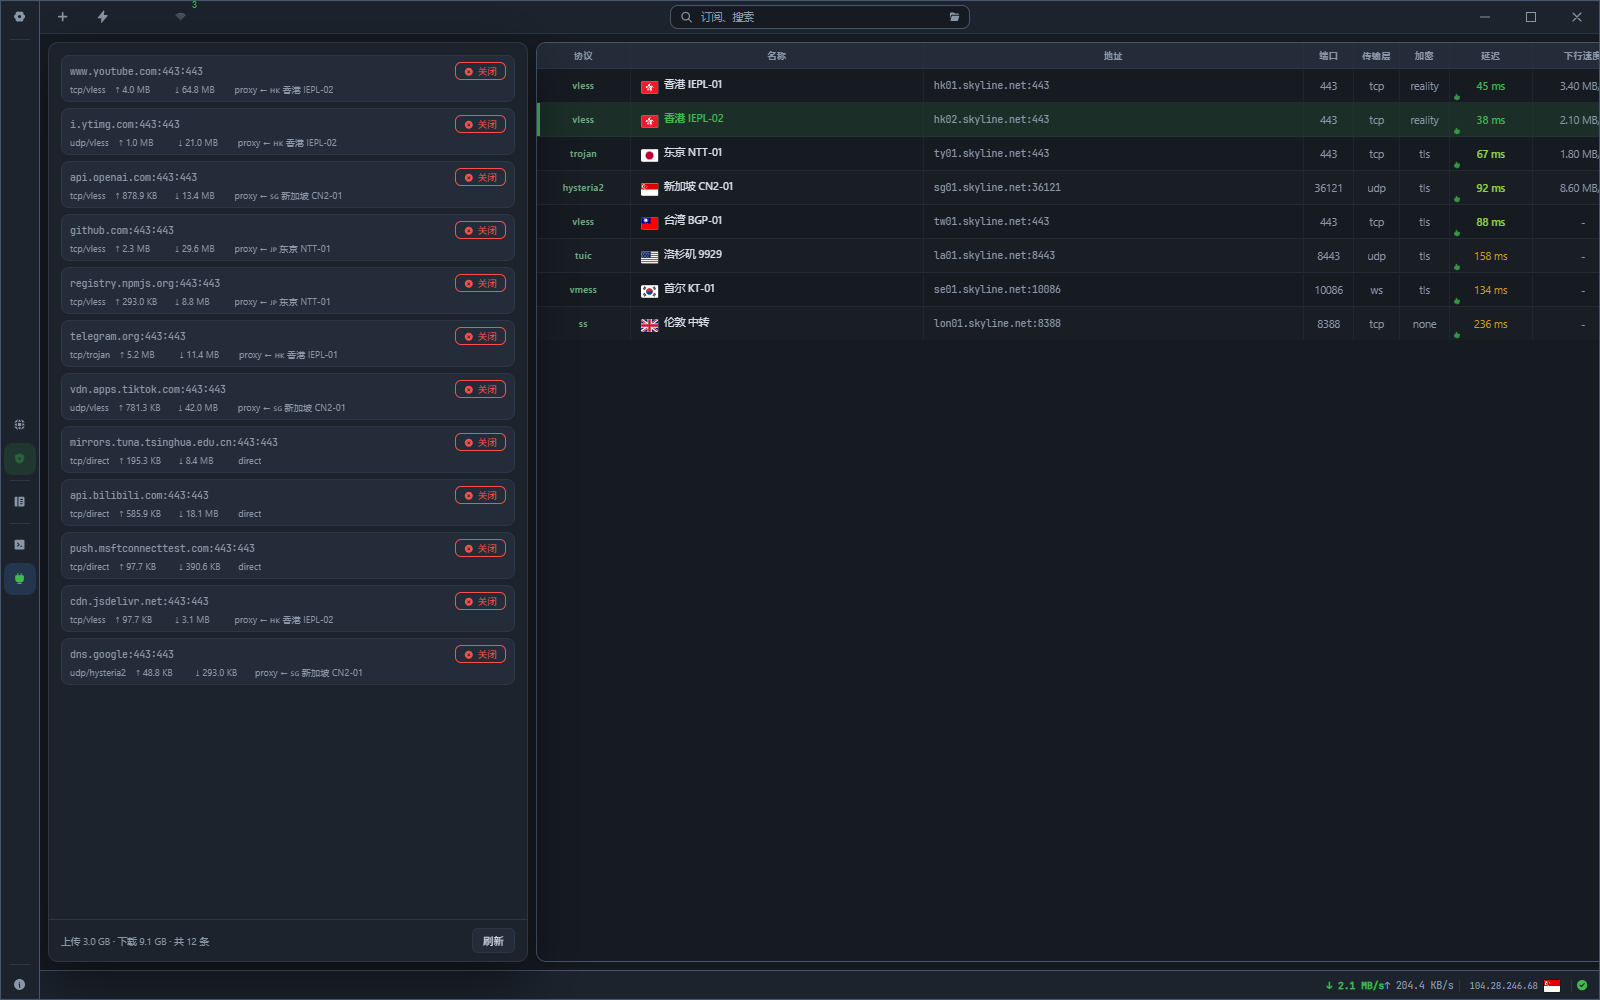 3
订阅、搜索
www.youtube.com:443:443
关闭
tcp/vless ↑ 4.0 MB ↓ 64.8 MB proxy ← HK 香港 IEPL-02
i.ytimg.com:443:443
关闭
udp/vless ↑ 1.0 MB ↓ 21.0 MB proxy ← HK 香港 IEPL-02
api.openai.com:443:443
关闭
tcp/vless ↑ 878.9 KB ↓ 13.4 MB proxy ← SG 新加坡 CN2-01
github.com:443:443
关闭
tcp/vless ↑ 2.3 MB ↓ 29.6 MB proxy ← JP 东京 NTT-01
registry.npmjs.org:443:443
关闭
tcp/vless ↑ 293.0 KB ↓ 8.8 MB proxy ← JP 东京 NTT-01
telegram.org:443:443
关闭
tcp/trojan ↑ 5.2 MB ↓ 11.4 MB proxy ← HK 香港 IEPL-01
vdn.apps.tiktok.com:443:443
关闭
udp/vless ↑ 781.3 KB ↓ 42.0 MB proxy ← SG 新加坡 CN2-01
mirrors.tuna.tsinghua.edu.cn:443:443
关闭
tcp/direct ↑ 195.3 KB ↓ 8.4 MB direct
api.bilibili.com:443:443
关闭
tcp/direct ↑ 585.9 KB ↓ 18.1 MB direct
push.msftconnecttest.com:443:443
关闭
tcp/direct ↑ 97.7 KB ↓ 390.6 KB direct
cdn.jsdelivr.net:443:443
关闭
tcp/vless ↑ 97.7 KB ↓ 3.1 MB proxy ← HK 香港 IEPL-02
dns.google:443:443
关闭
udp/hysteria2 ↑ 48.8 KB ↓ 293.0 KB proxy ← SG 新加坡 CN2-01
上传 3.0 GB · 下载 9.1 GB · 共 12 条
刷新
协议 名称 地址 端口 传输层 加密 延迟 下行速度
vless 香港 IEPL-01 hk01.skyline.net:443 443 tcp reality 45 ms 3.40 MB/
vless 香港 IEPL-02 hk02.skyline.net:443 443 tcp reality 38 ms 2.10 MB/
trojan 东京 NTT-01 ty01.skyline.net:443 443 tcp tls 67 ms 1.80 MB/
hysteria2 新加坡 CN2-01 sg01.skyline.net:36121 36121 udp tls 92 ms 8.60 MB/
vless 台湾 BGP-01 tw01.skyline.net:443 443 tcp tls 88 ms -
tuic 洛杉矶 9929 la01.skyline.net:8443 8443 udp tls 158 ms -
vmess 首尔 KT-01 se01.skyline.net:10086 10086 ws tls 134 ms -
ss 伦敦 中转 lon01.skyline.net:8388 8388 tcp none 236 ms -
↓ 2.1 MB/s↑ 204.4 KB/s 104.28.246.68